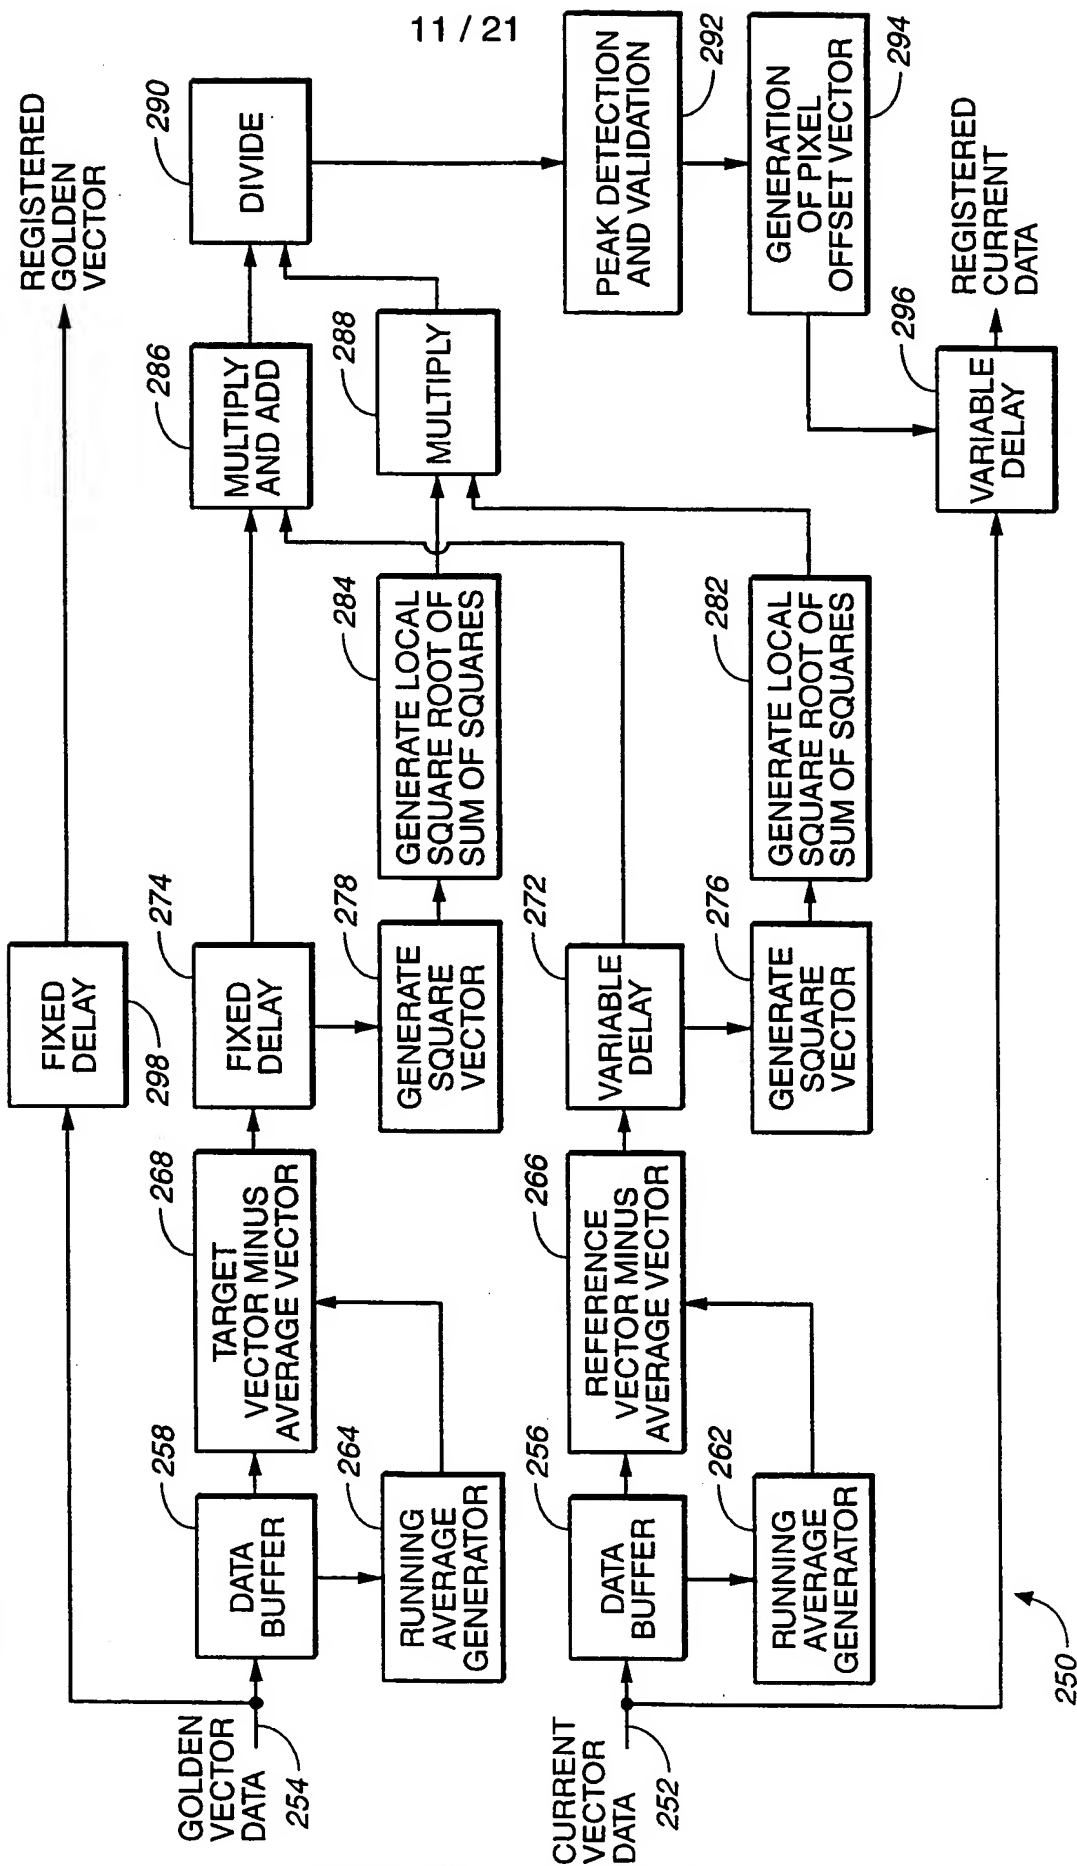 11 / 21
GOLDEN
VECTOR
DATA
254
258
DATA
BUFFER
264
RUNNING
AVERAGE
GENERATOR
268
TARGET
VECTOR MINUS
AVERAGE VECTOR
FIXED
DELAY
298
274
FIXED
DELAY
278
GENERATE
SQUARE
VECTOR
284
GENERATE LOCAL
SQUARE ROOT OF
SUM OF SQUARES
286
MULTIPLY
AND ADD
288
MULTIPLY
290
DIVIDE
REGISTERED
GOLDEN
VECTOR
CURRENT
VECTOR
DATA
252
256
DATA
BUFFER
262
RUNNING
AVERAGE
GENERATOR
266
REFERENCE
VECTOR MINUS
AVERAGE VECTOR
272
VARIABLE
DELAY
276
GENERATE
SQUARE
VECTOR
282
GENERATE LOCAL
SQUARE ROOT OF
SUM OF SQUARES
PEAK DETECTION
AND VALIDATION
292
GENERATION
OF PIXEL
OFFSET VECTOR
294
296
VARIABLE
DELAY
REGISTERED
CURRENT
DATA
250